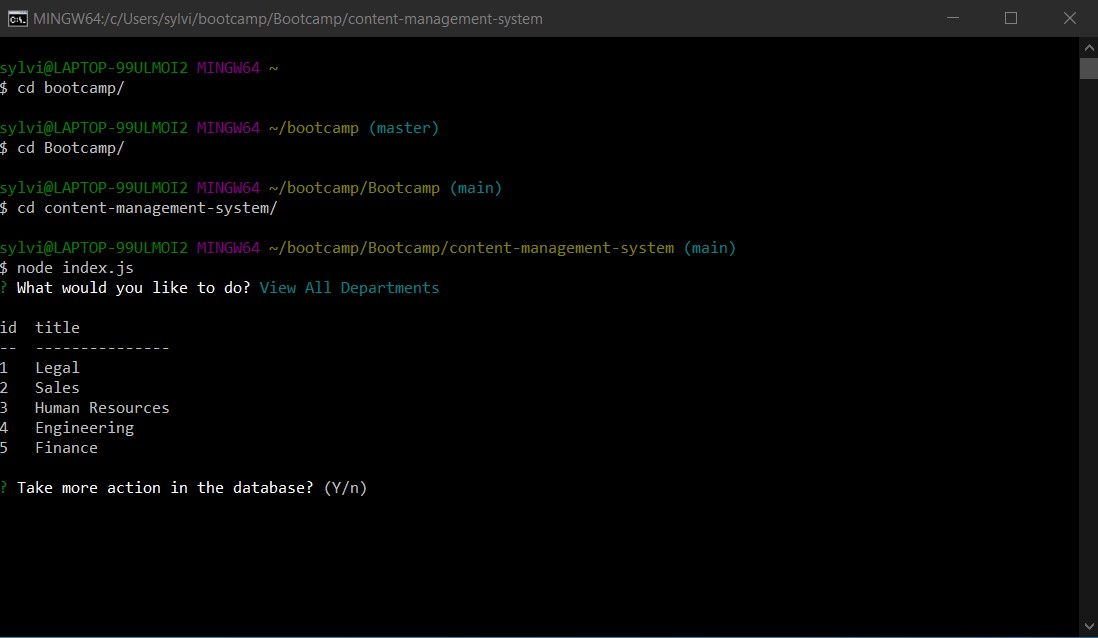 MINGW64:/c/Users/sylvi/bootcamp/Bootcamp/content-management-system
sylvi@LAPTOP-99ULMOI2 MINGW64 ~
$ cd bootcamp/
sylvi@LAPTOP-99ULMOI2 MINGW64 ~/bootcamp (master)
$ cd Bootcamp/
sylvi@LAPTOP-99ULMOI2 MINGW64 ~/bootcamp/Bootcamp (main)
$ cd content-management-system/
sylvi@LAPTOP-99ULMOI2 MINGW64 ~/bootcamp/Bootcamp/content-management-system (main)
$ node index.js
? What would you like to do? View All Departments
id  title
--  ---------------
1   Legal
2   Sales
3   Human Resources
4   Engineering
5   Finance
? Take more action in the database? (Y/n)